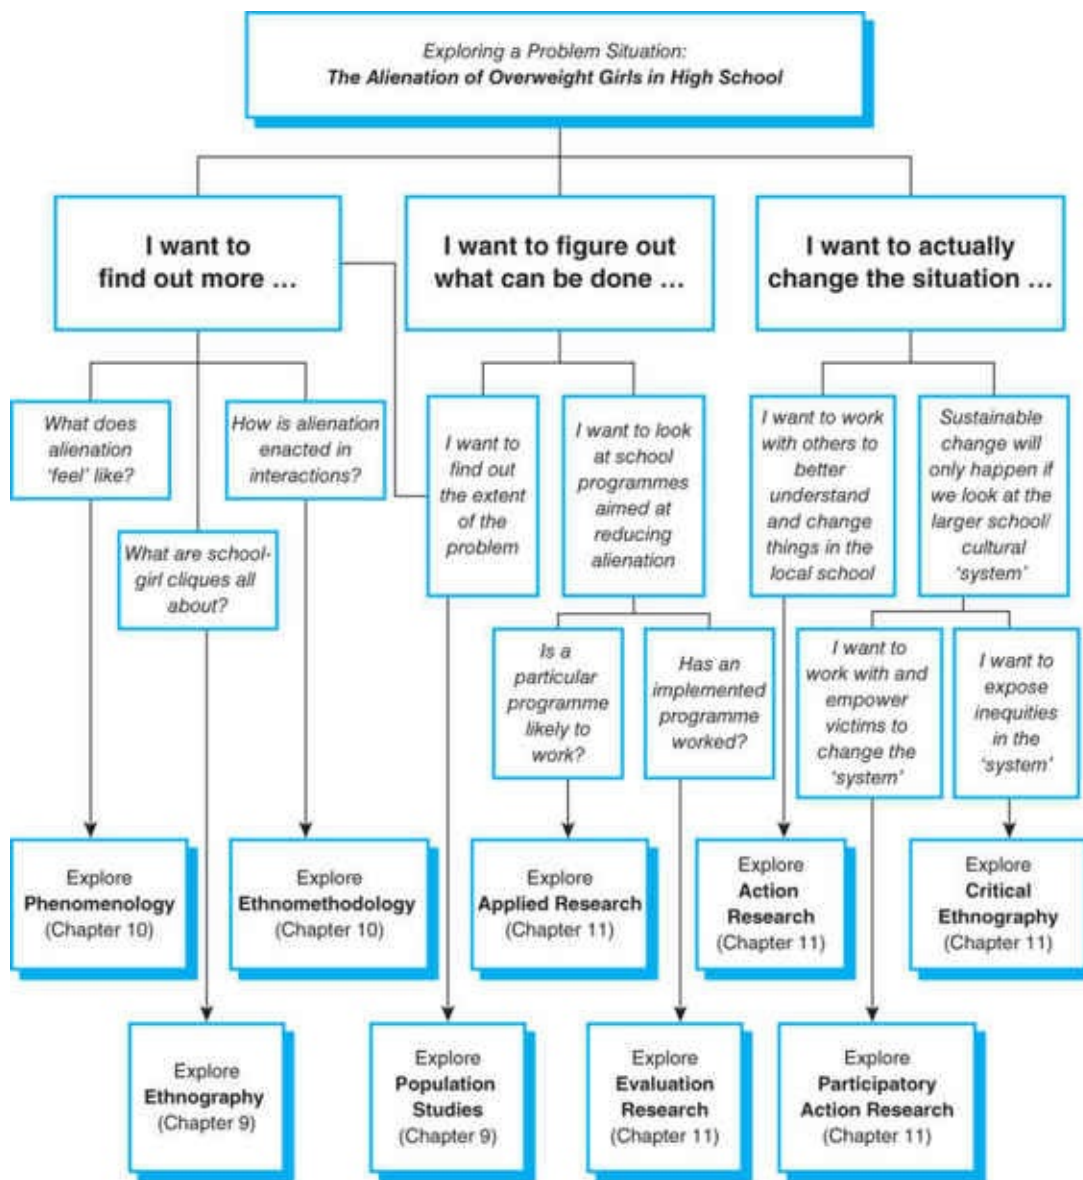 Exploring a Problem Situation:
The Alienation of Overweight Girls in High School
I want to
find out more ...
I want to figure out
what can be done ...
I want to actually
change the situation ...
What does
alienation
‘feel’ like?
What are school-
girl cliques all
about?
How is alienation
enacted in
interactions?
I want to
find out
the extent
of the
problem
I want to look
at school
programmes
aimed at
reducing
alienation
I want to work
with others to
better
understand
and change
things in the
local school
Sustainable
change will
only happen if
we look at the
larger school/
cultural
‘system’
Is a
particular
programme
likely to
work?
Has an
implemented
programme
worked?
I want to
work with and
empower
victims to
change the
‘system’
I want to
expose
inequities
in the
‘system’
Explore
Phenomenology
(Chapter 10)
Explore
Ethnomethodology
(Chapter 10)
Explore
Applied Research
(Chapter 11)
Explore
Action
Research
(Chapter 11)
Explore
Critical
Ethnography
(Chapter 11)
Explore
Ethnography
(Chapter 9)
Explore
Population
Studies
(Chapter 9)
Explore
Evaluation
Research
(Chapter 11)
Explore
Participatory
Action Research
(Chapter 11)